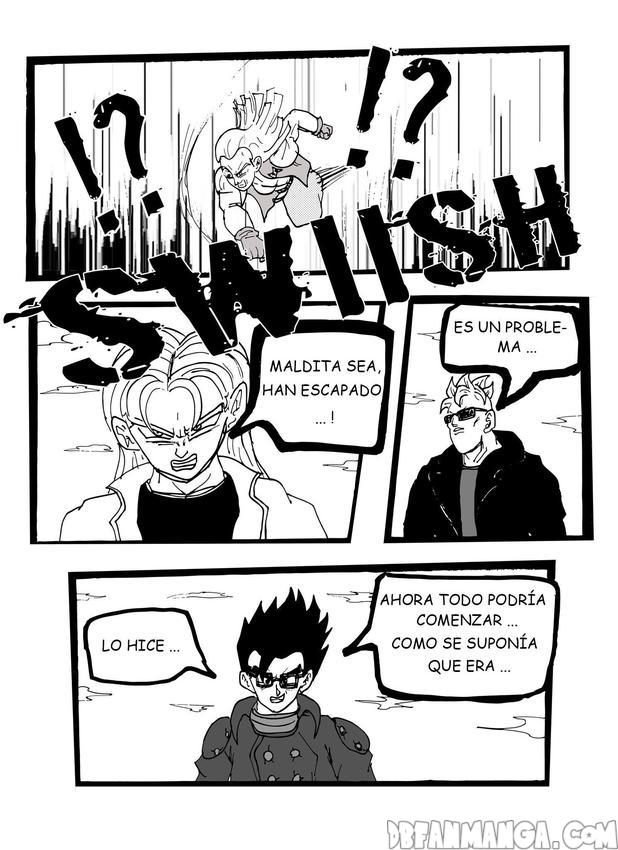 !?
!?
SWIISH
MALDITA SEA,
HAN ESCAPADO
... !
ES UN PROBLE-
MA ...
LO HICE ...
AHORA TODO PODRÍA
COMENZAR ...
COMO SE SUPONÍA
QUE ERA ...
DBFANMANGA.COM